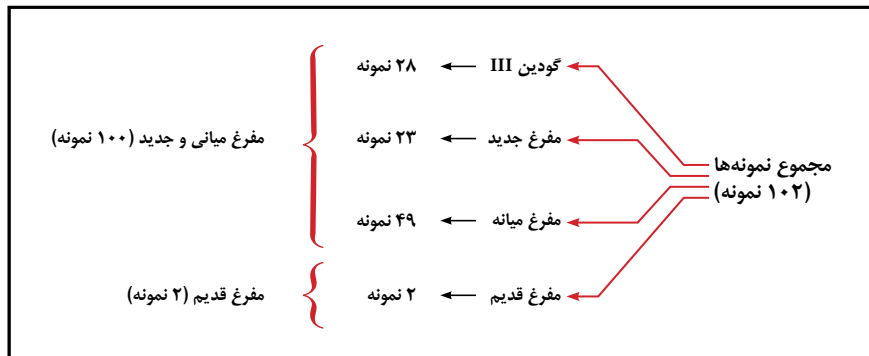 مجموع نمونه‌ها
(۱۰۲ نمونه)
گودین III
۲۸ نمونه
مفرغ جدید
۲۳ نمونه
مفرغ میانه
۴۹ نمونه
مفرغ میانی و جدید (۱۰۰ نمونه)
مفرغ قدیم
۲ نمونه
مفرغ قدیم (۲ نمونه)